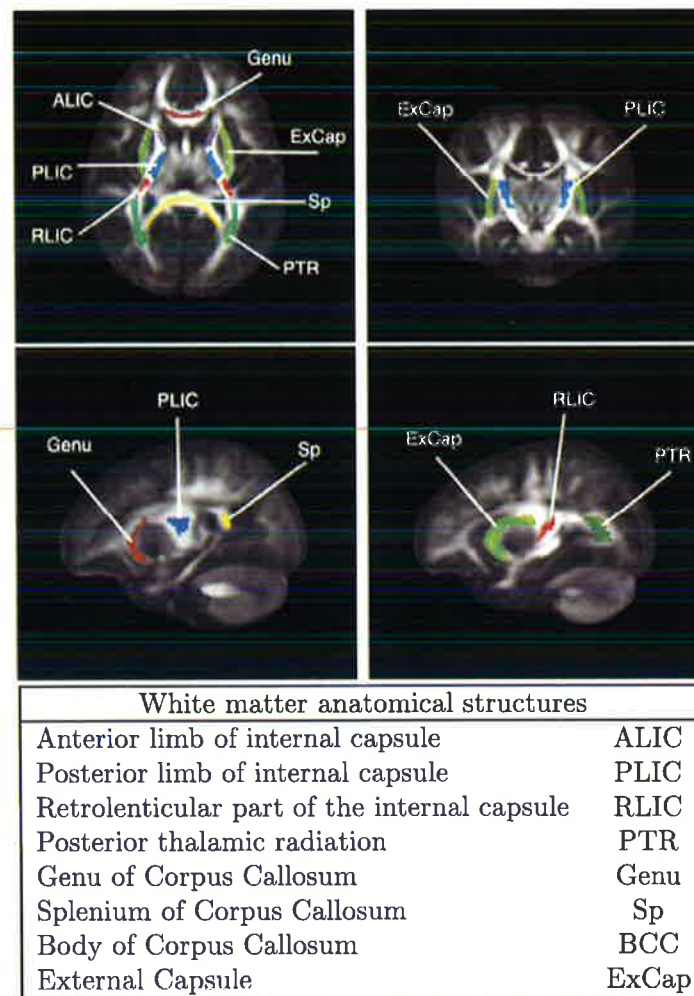 Genu
ALIC
ExCap
PLIC
Sp
RLIC
PTR
ExCap PLIC
PLIC
Genu
Sp
RLIC
ExCap
PTR
White matter anatomical structures
Anterior limb of internal capsule ALIC
Posterior limb of internal capsule PLIC
Retrolenticular part of the internal capsule RLIC
Posterior thalamic radiation PTR
Genu of Corpus Callosum Genu
Splenium of Corpus Callosum Sp
Body of Corpus Callosum BCC
External Capsule ExCap